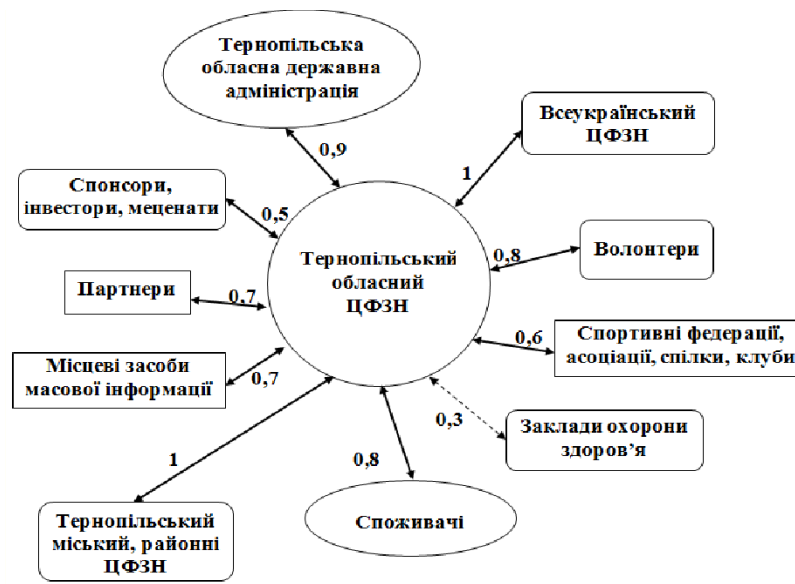 Тернопільська
обласна державна
адміністрація
Всеукраїнський
ЦФЗН
0,9
1
Спонсори,
інвестори, меценати
0,5
Тернопільський
обласний
ЦФЗН
0,8
Волонтери
Партнери
0,7
0,6
Спортивні федерації,
асоціації, спілки, клуби
Місцеві засоби
масової інформації
0,7
0,3
Заклади охорони
здоров’я
1
0,8
Тернопільський
міський, районні
ЦФЗН
Споживачі